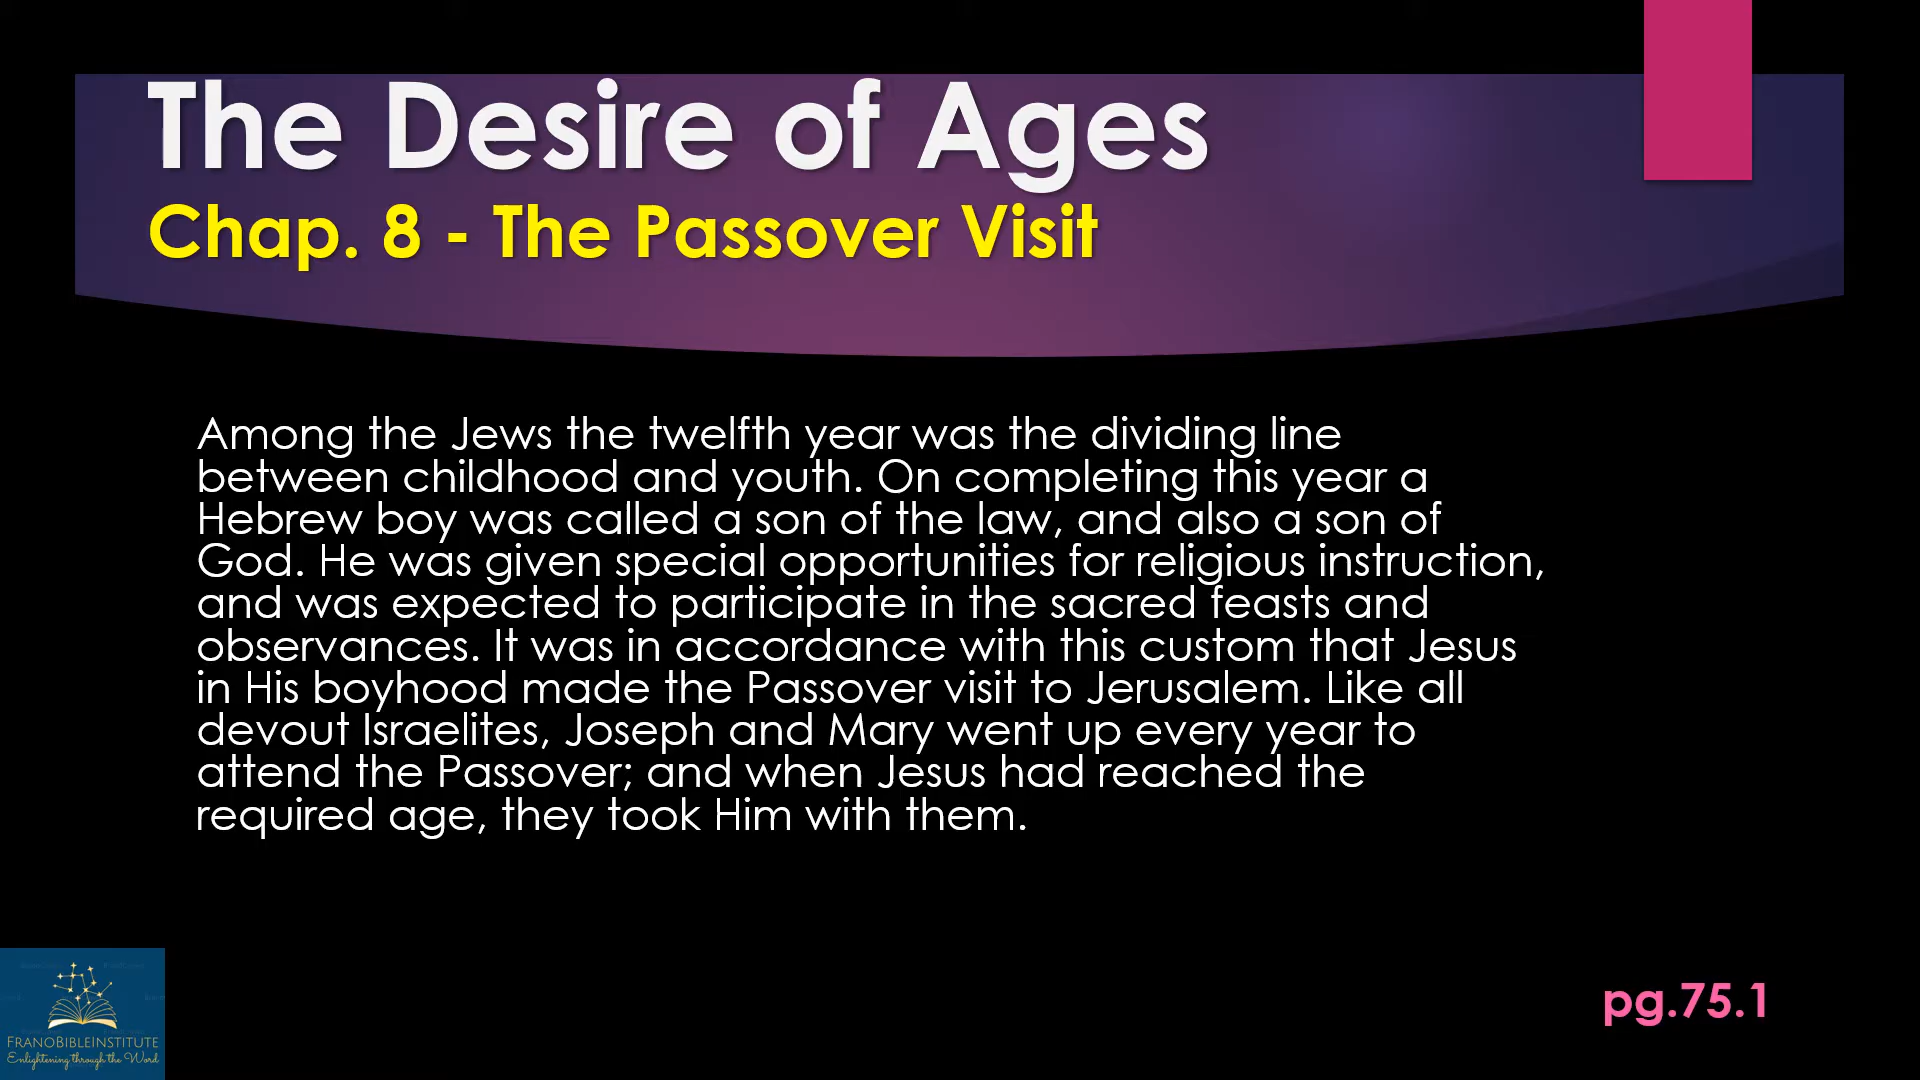 The Desire of Ages
Chap. 8 - The Passover Visit
Among the Jews the twelfth year was the dividing line
between childhood and youth. On completing this year a
Hebrew boy was called a son of the law, and also a son of
God. He was given special opportunities for religious instruction,
and was expected to participate in the sacred feasts and
observances. It was in accordance with this custom that Jesus
in His boyhood made the Passover visit to Jerusalem. Like all
devout Israelites, Joseph and Mary went up every year to
attend the Passover; and when Jesus had reached the
required age, they took Him with them.
pg.75.1
FRANOBIBLEINSTITUTE
Enlightening through the Word